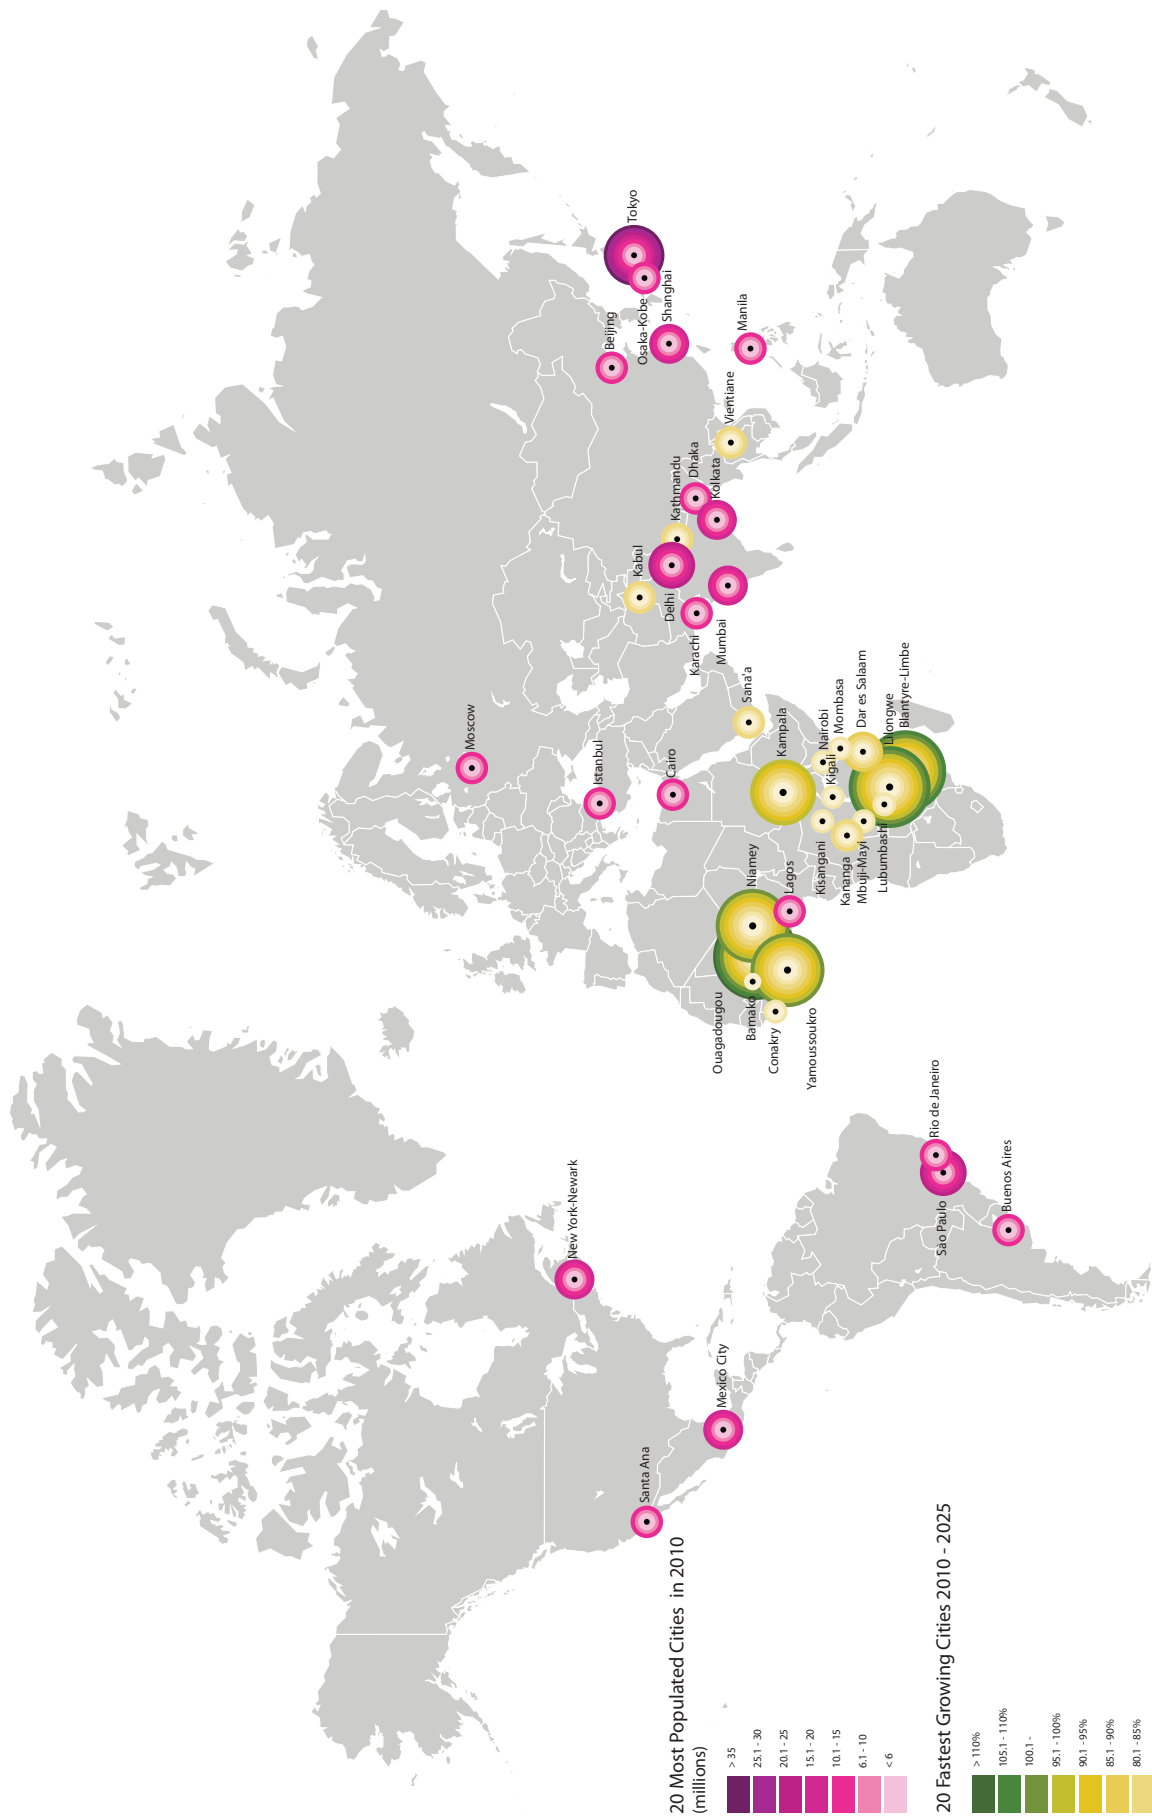 Moscow
Istanbul
Cairo
Tokyo
Osaka-Kobe
Shanghai
Beijing
Manila
Vientiane
Dhaka
Kolkata
Kathmandu
Kabul
Delhi
Karachi
Mumbai
Sana'a
Kampala
Nairobi
Mombasa
Kigali
Dar es Salaam
Lilongwe
Blantyre-Limbe
Kisangani
Kananga
Mbuji-Mayi
Lubumbashi
Niamey
Lagos
Ouagadougou
Bamako
Conakry
Yamoussoukro
New York-Newark
Mexico City
Santa Ana
Rio de Janeiro
São Paulo
Buenos Aires
20 Most Populated Cities in 2010
(millions)
> 35
25.1 - 30
20.1 - 25
15.1 - 20
10.1 - 15
6.1 - 10
< 6
20 Fastest Growing Cities 2010 - 2025
> 110%
105.1 - 110%
100.1 -
95.1 - 100%
90.1 - 95%
85.1 - 90%
80.1 - 85%